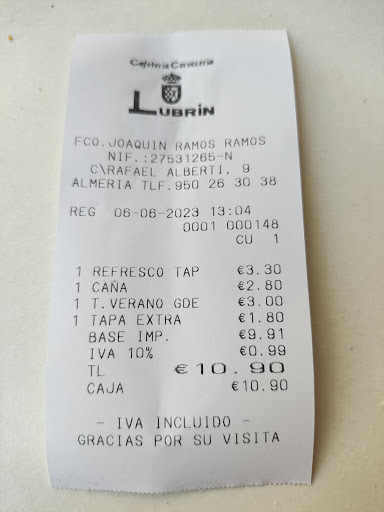 Cafeteria Cerveceria
LUBRIN
FCO.JOAQUIN RAMOS RAMOS
NIF.:27531265-N
C\RAFAEL ALBERTI, 9
ALMERIA TLF.950 26 30 38
REG 06-06-2023 13:04
0001 000148
CU 1
1 REFRESCO TAP €3.30
1 CAÑA €2.80
1 T.VERANO GDE €3.00
1 TAPA EXTRA €1.80
BASE IMP. €9.91
IVA 10% €0.99
TL €10.90
CAJA €10.90
- IVA INCLUIDO -
GRACIAS POR SU VISITA